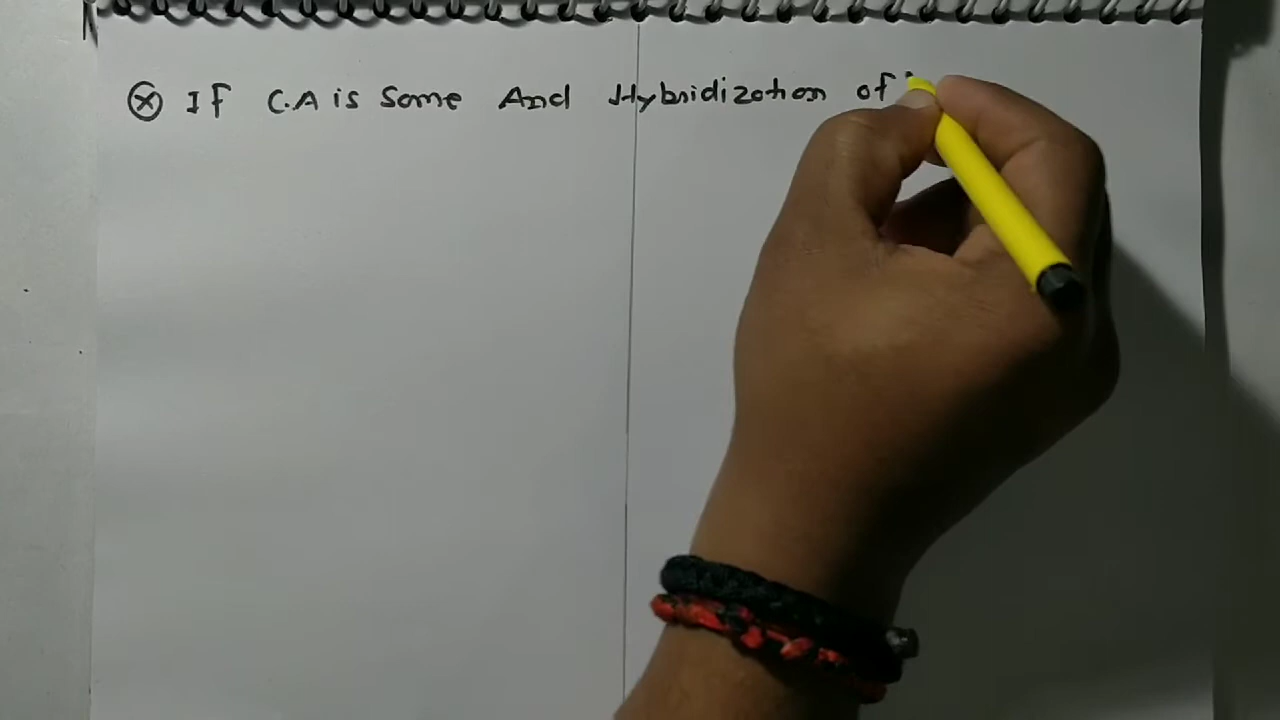 ⓧ If C.A is Same And Hybridization of